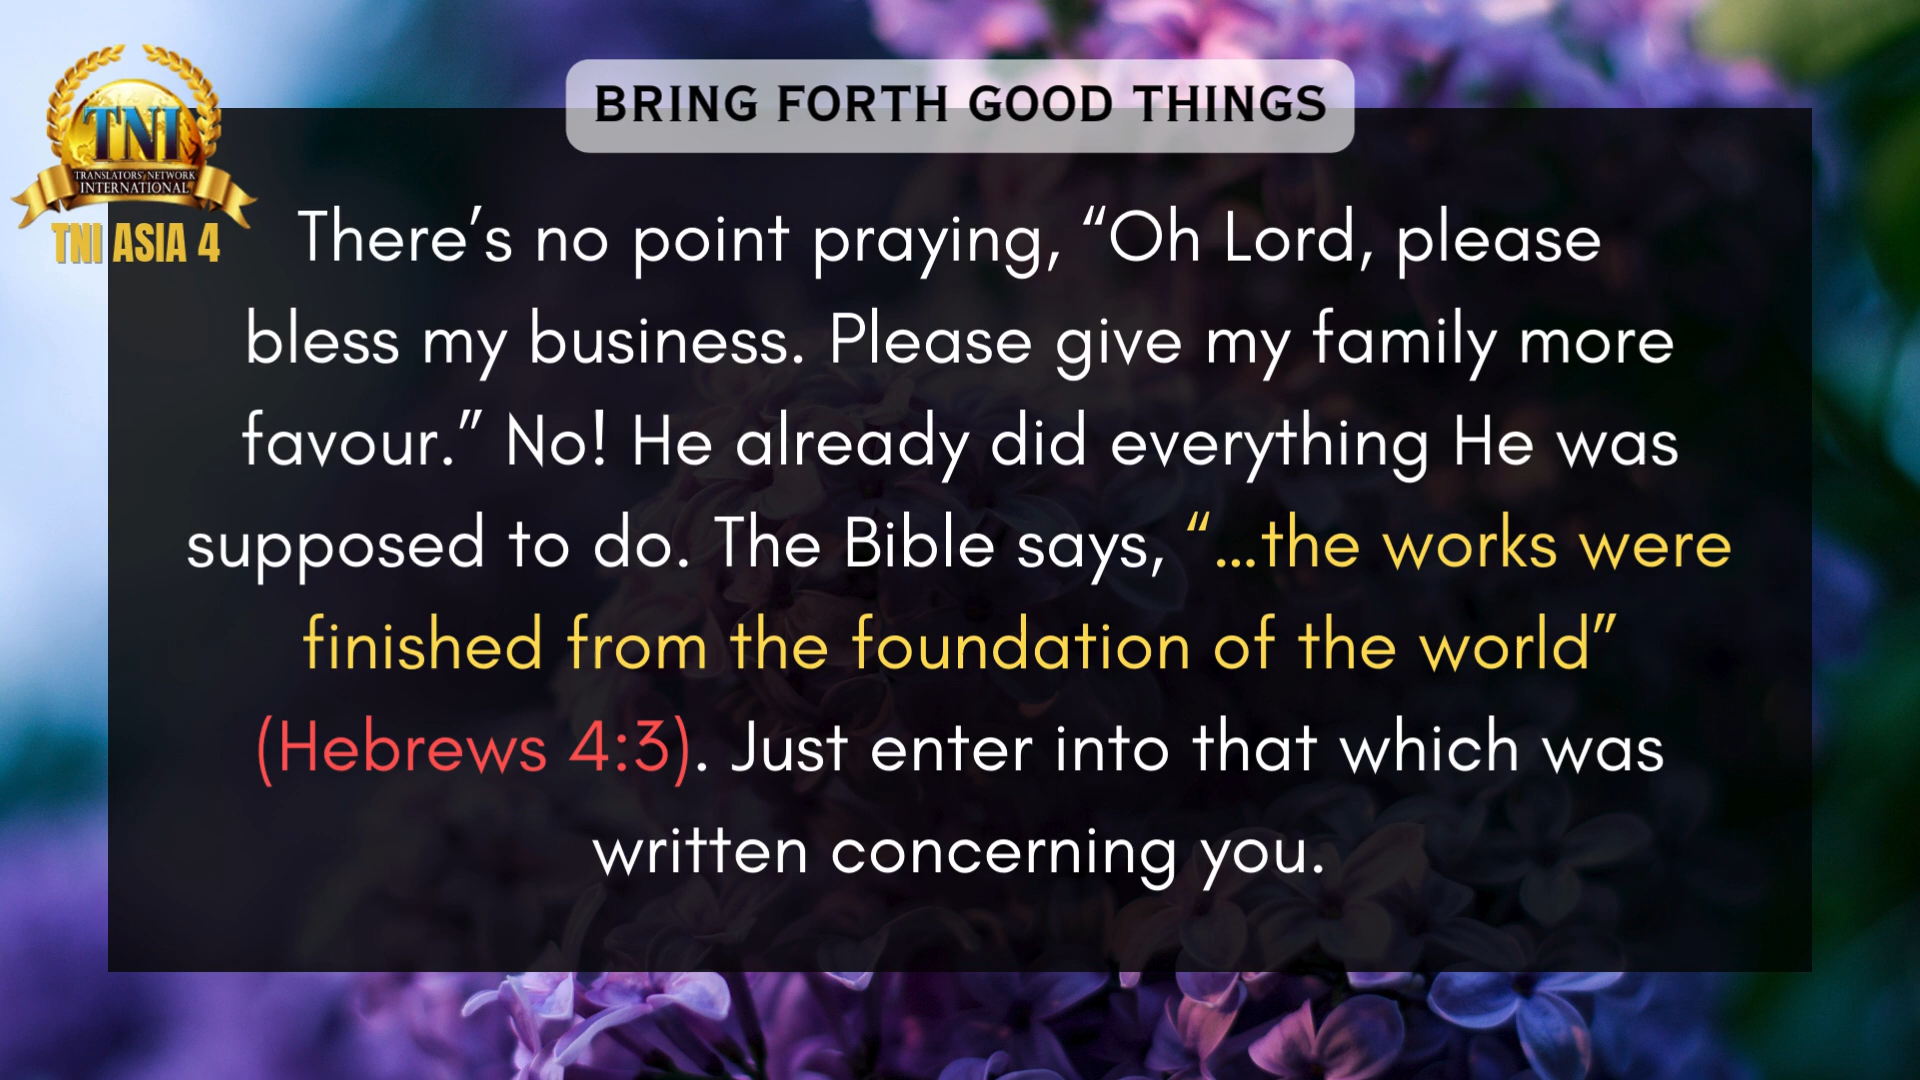 BRING FORTH GOOD THINGS
TNI
TRANSLATORS' NETWORK
INTERNATIONAL
TNI ASIA 4
There’s no point praying, “Oh Lord, please
bless my business. Please give my family more
favour.” No! He already did everything He was
supposed to do. The Bible says, “...the works were
finished from the foundation of the world”
(Hebrews 4:3). Just enter into that which was
written concerning you.